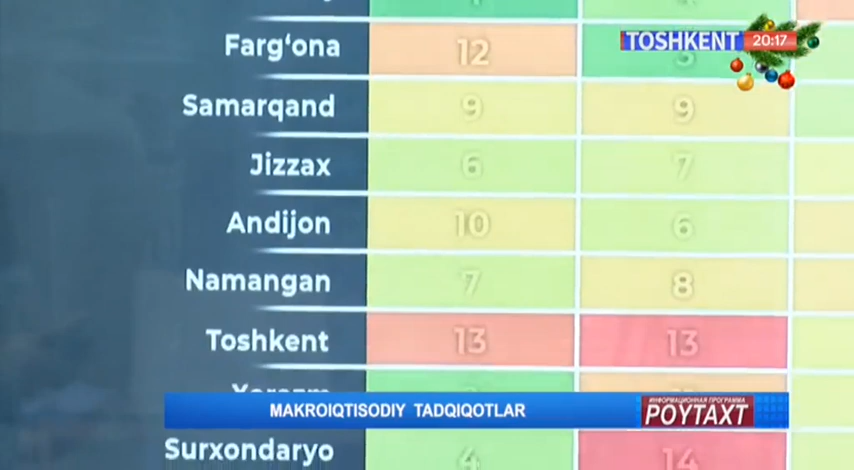 TOSHKENT 20:17
Farg‘ona 12
Samarqand 9 9
Jizzax 6 7
Andijon 10 6
Namangan 7 8
Toshkent 13 13
MAKROIQTISODIY TADQIQOTLAR
ИНФОРМАЦИОННАЯ ПРОГРАММА
POYTAXT
Surxondaryo 4 14